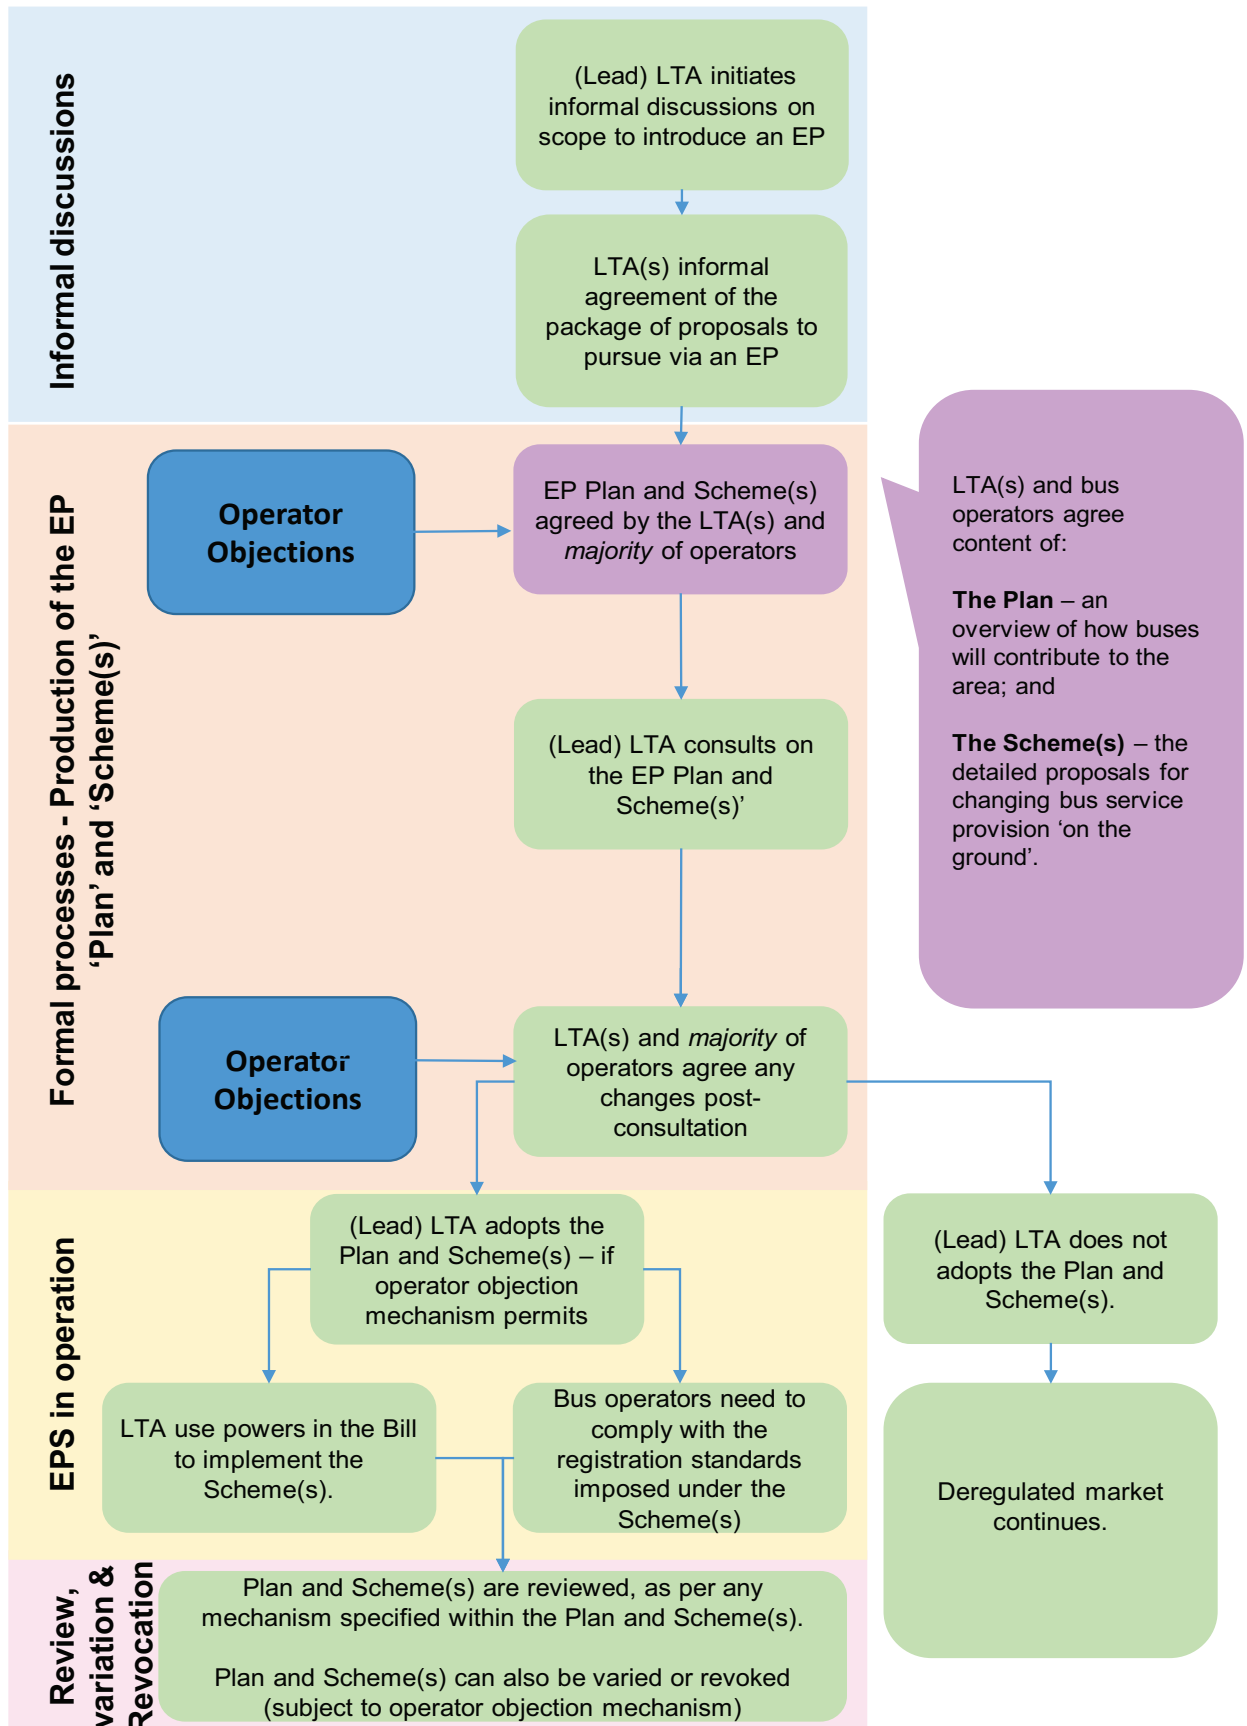 Informal discussions
(Lead) LTA initiates
informal discussions on
scope to introduce an EP
LTA(s) informal
agreement of the
package of proposals to
pursue via an EP
Formal processes - Production of the EP
‘Plan’ and ‘Scheme(s)’
Operator
Objections
EP Plan and Scheme(s)
agreed by the LTA(s) and
majority of operators
LTA(s) and bus
operators agree
content of:
The Plan – an
overview of how buses
will contribute to the
area; and
The Scheme(s) – the
detailed proposals for
changing bus service
provision ‘on the
ground’.
(Lead) LTA consults on
the EP Plan and
Scheme(s)’
Operator
Objections
LTA(s) and majority of
operators agree any
changes post-
consultation
EPS in operation
(Lead) LTA adopts the
Plan and Scheme(s) – if
operator objection
mechanism permits
(Lead) LTA does not
adopts the Plan and
Scheme(s).
LTA use powers in the Bill
to implement the
Scheme(s).
Bus operators need to
comply with the
registration standards
imposed under the
Scheme(s)
Deregulated market
continues.
Review,
variation &
Revocation
Plan and Scheme(s) are reviewed, as per any
mechanism specified within the Plan and Scheme(s).
Plan and Scheme(s) can also be varied or revoked
(subject to operator objection mechanism)